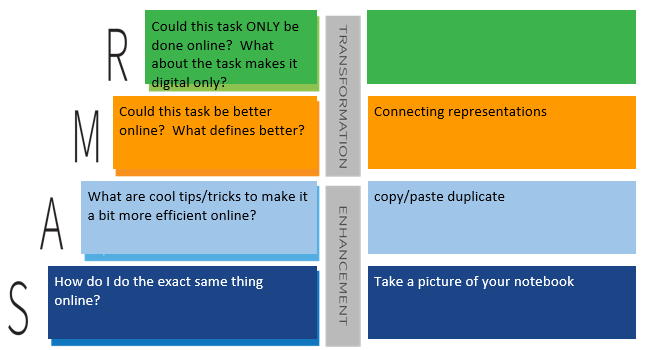 R
Could this task ONLY be
done online?  What
about the task makes it
digital only?
TRANSFORMATION
M
Could this task be better
online?  What defines better?
Connecting representations
A
What are cool tips/tricks to make it
a bit more efficient online?
ENHANCEMENT
copy/paste duplicate
S
How do I do the exact same thing
online?
Take a picture of your notebook